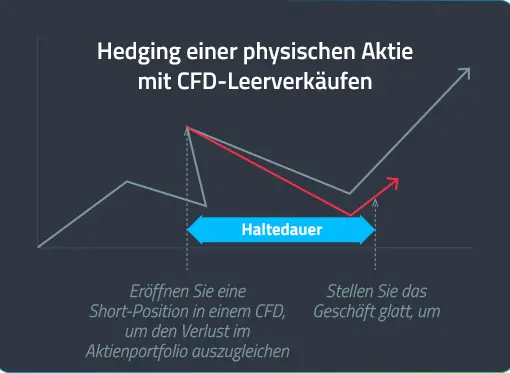 Hedging einer physischen Aktie
mit CFD-Leerverkäufen
Haltedauer
Eröffnen Sie eine
Short-Position in einem CFD,
um den Verlust im
Aktienportfolio auszugleichen
Stellen Sie das
Geschäft glatt, um